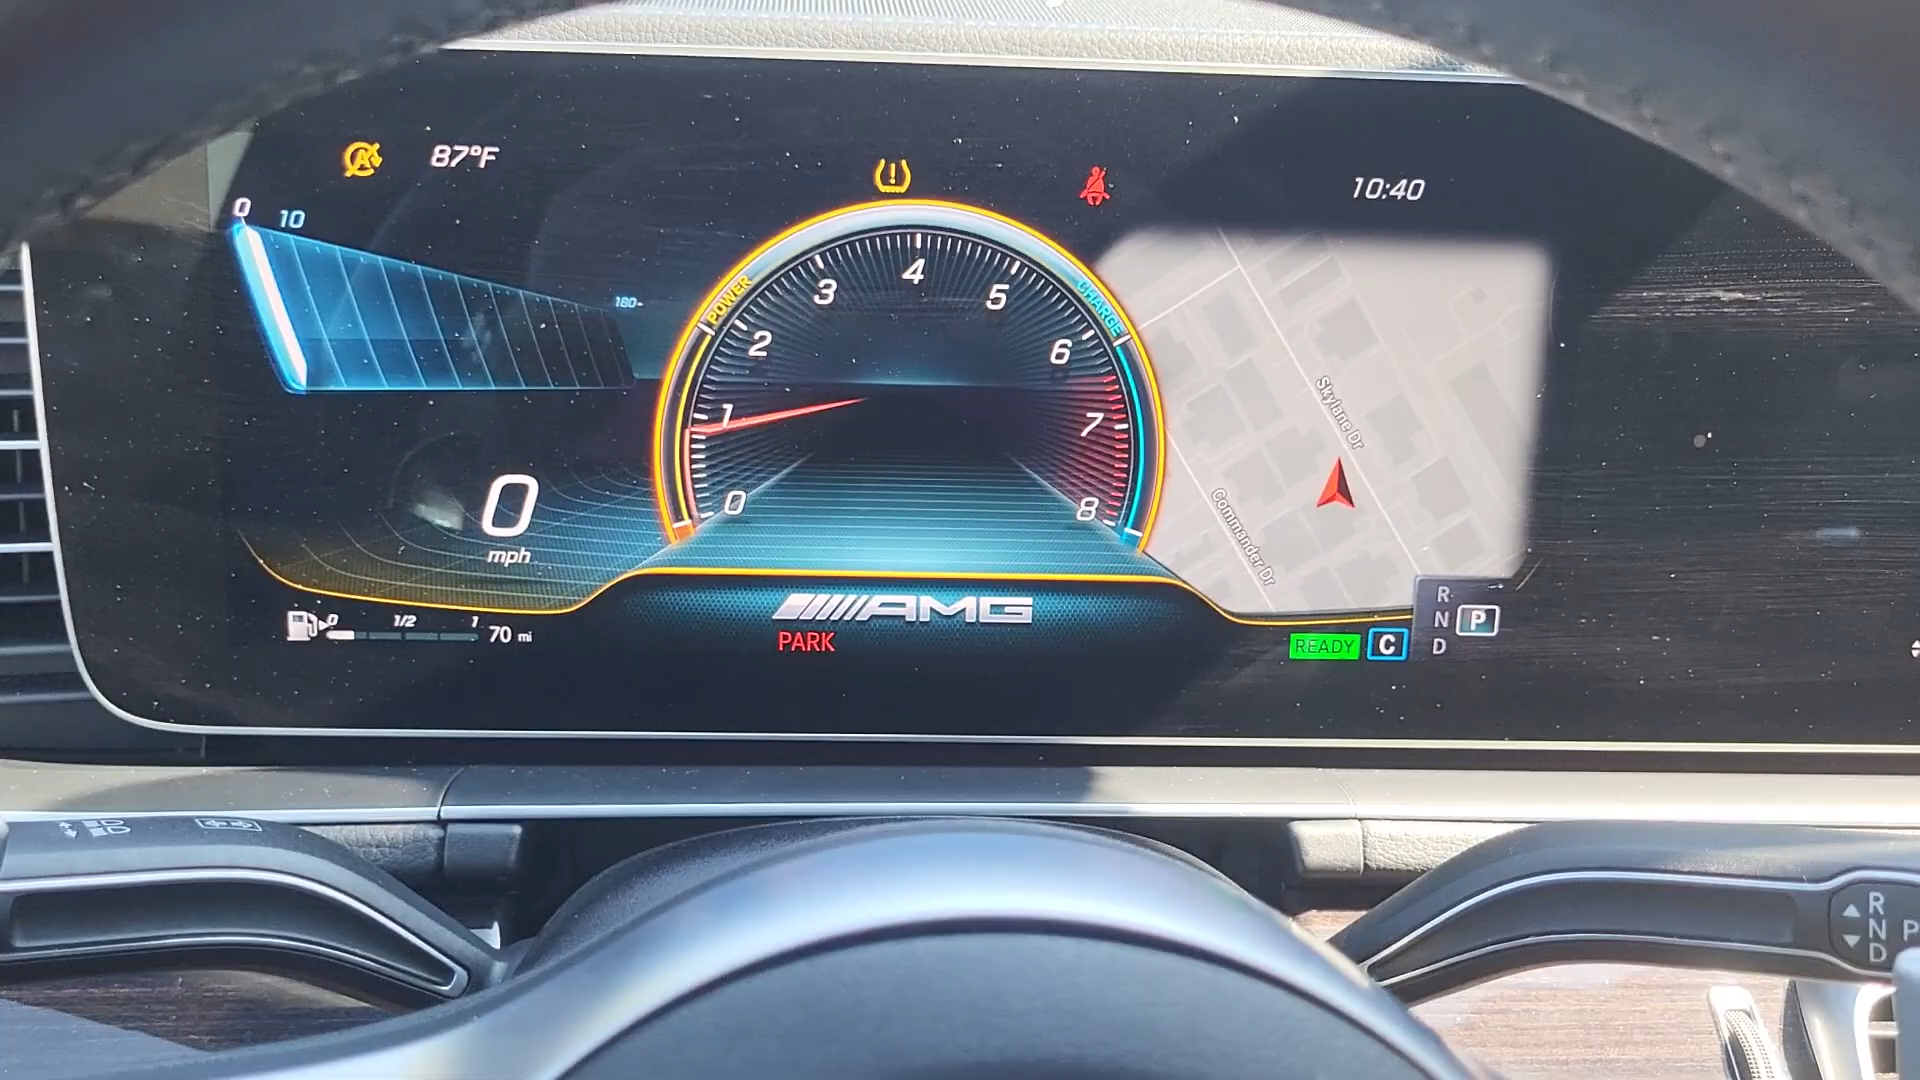 A 87°F
10:40
0 10
180
POWER
CHARGE
0 1 2 3 4 5 6 7 8
Skylane Dr
Commander Dr
0
mph
0 1/2 1 70 mi
AMG
PARK
READY C
R
N P
D
R
N P
D